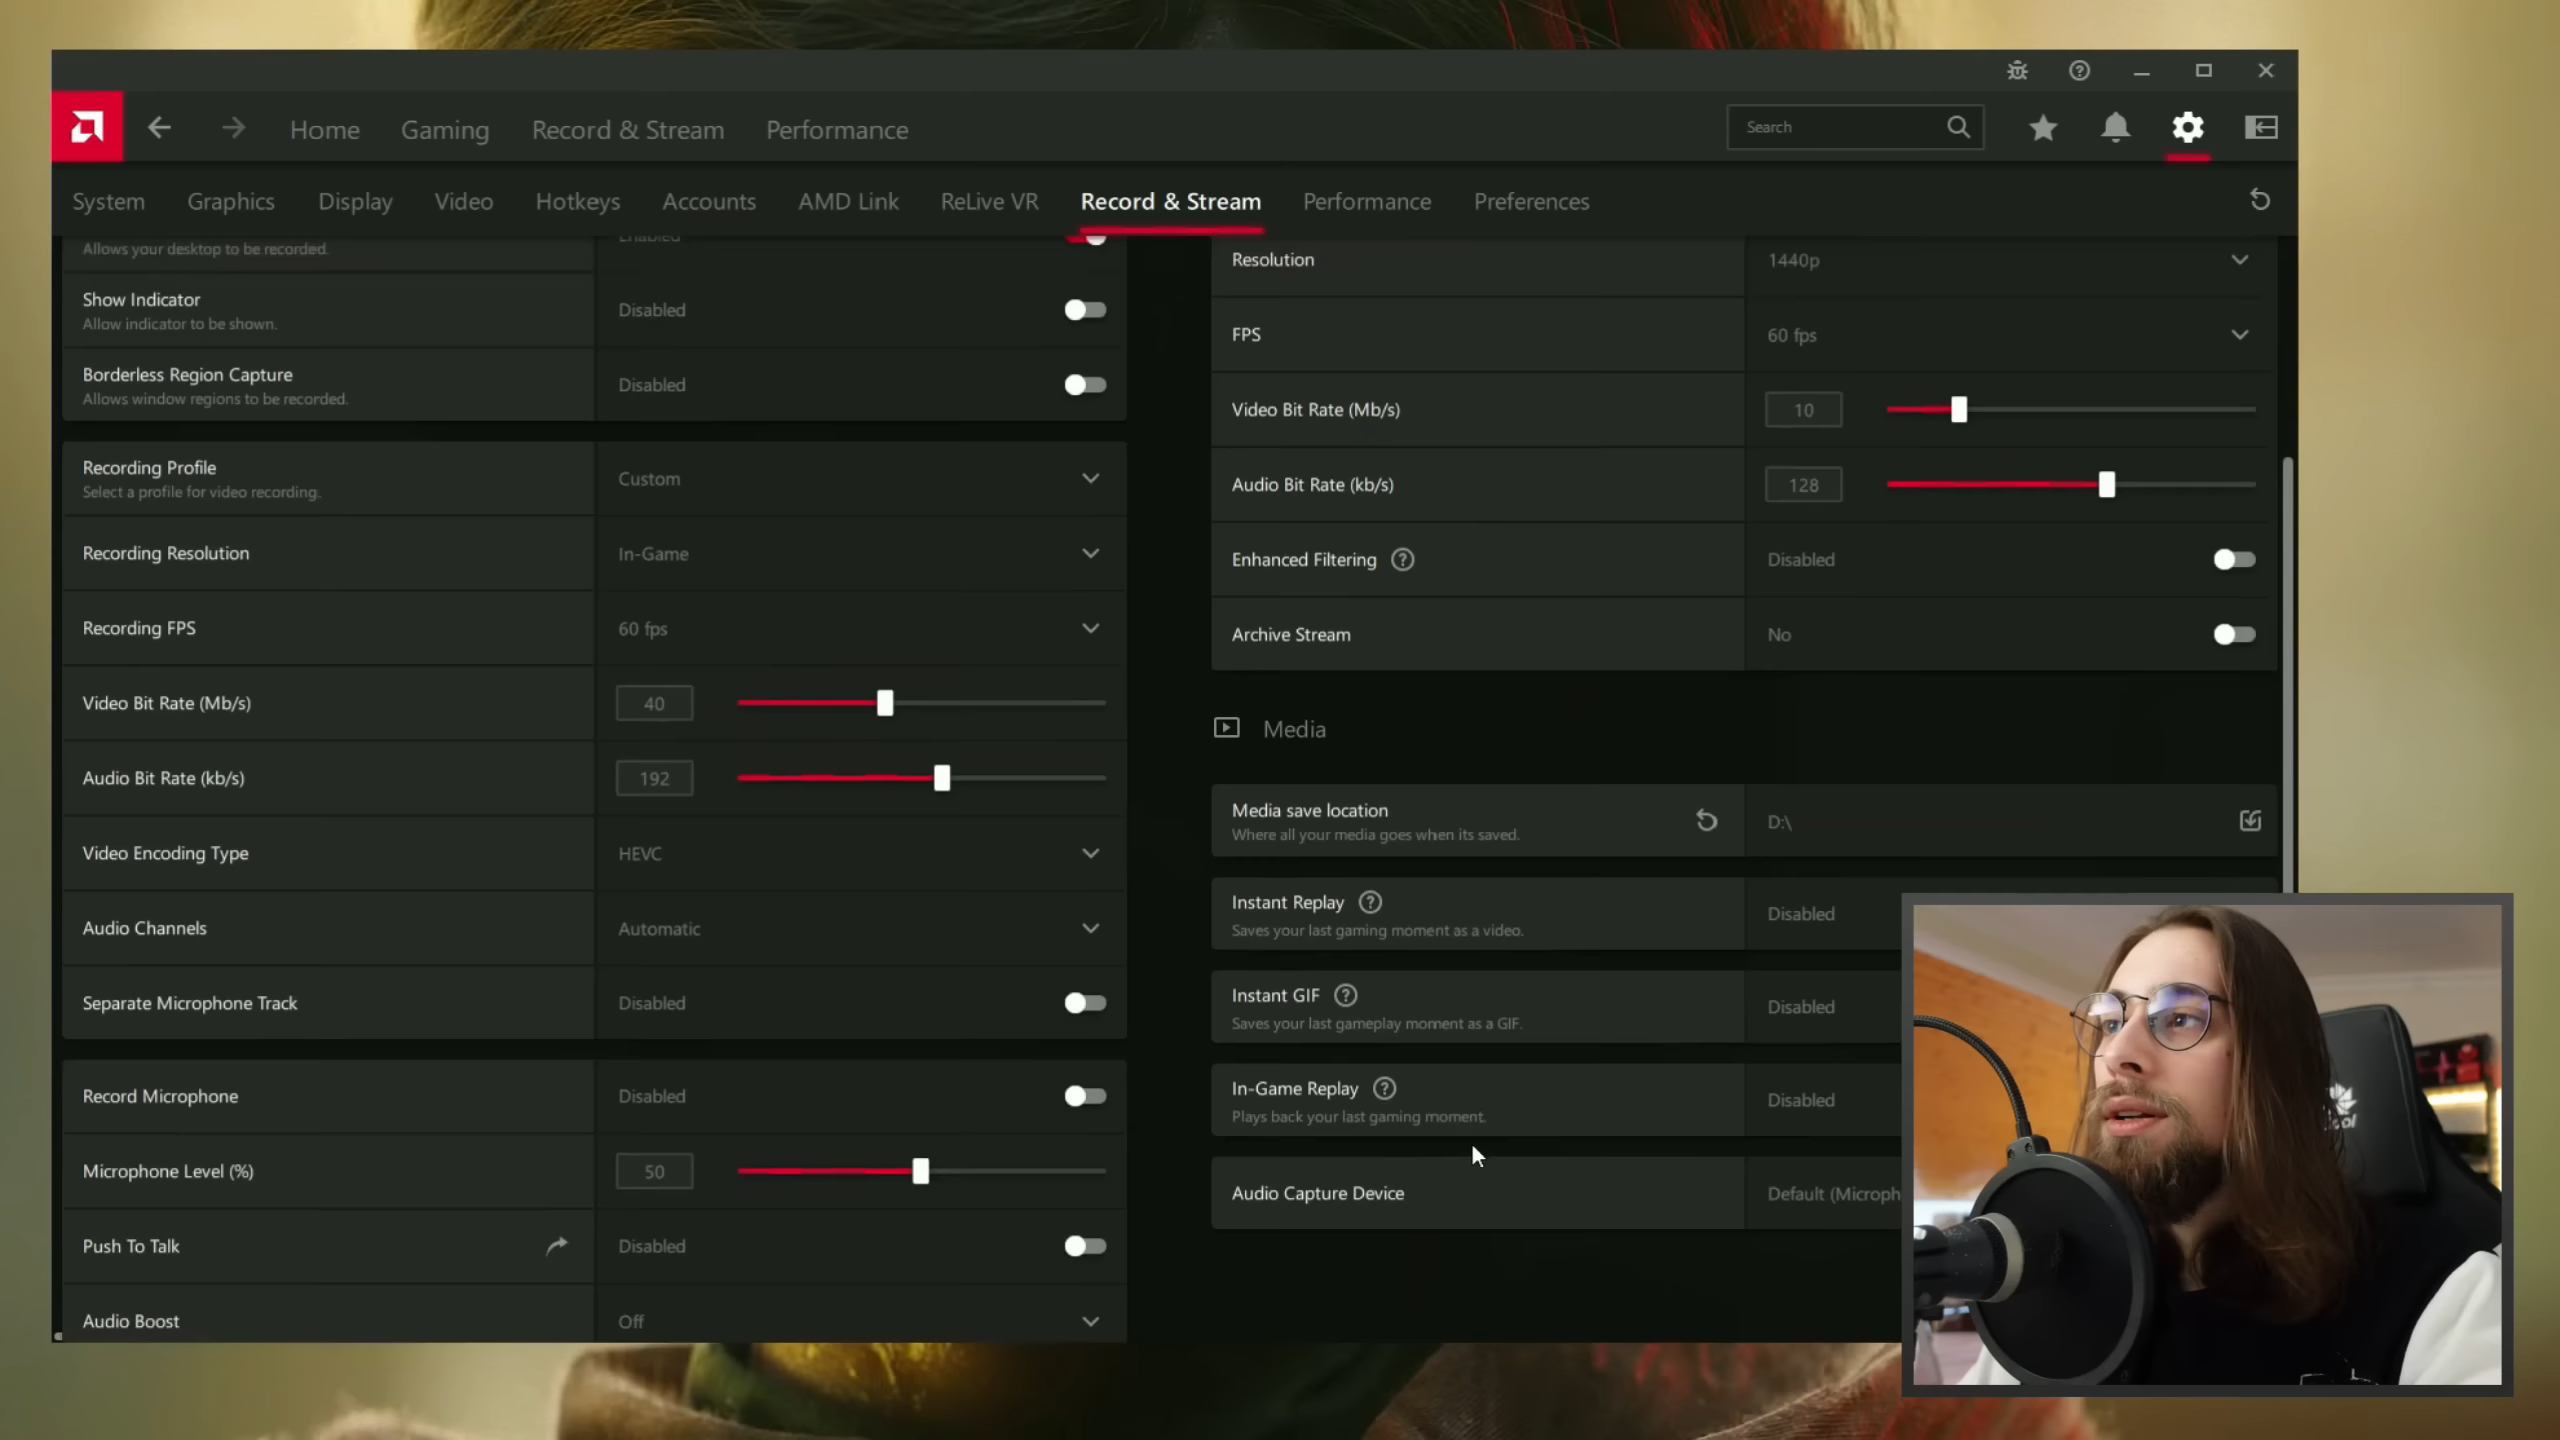 Home
Gaming
Record & Stream
Performance
Search
System
Graphics
Display
Video
Hotkeys
Accounts
AMD Link
ReLive VR
Record & Stream
Performance
Preferences
Allows your desktop to be recorded.
Enabled
Show Indicator
Allow indicator to be shown.
Disabled
Borderless Region Capture
Allows window regions to be recorded.
Disabled
Recording Profile
Select a profile for video recording.
Custom
Recording Resolution
In-Game
Recording FPS
60 fps
Video Bit Rate (Mb/s)
40
Audio Bit Rate (kb/s)
192
Video Encoding Type
HEVC
Audio Channels
Automatic
Separate Microphone Track
Disabled
Record Microphone
Disabled
Microphone Level (%)
50
Push To Talk
Disabled
Audio Boost
Off
Resolution
1440p
FPS
60 fps
Video Bit Rate (Mb/s)
10
Audio Bit Rate (kb/s)
128
Enhanced Filtering
Disabled
Archive Stream
No
Media
Media save location
Where all your media goes when its saved.
D:\
Instant Replay
Saves your last gaming moment as a video.
Disabled
Instant GIF
Saves your last gameplay moment as a GIF.
Disabled
In-Game Replay
Plays back your last gaming moment.
Disabled
Audio Capture Device
Default (Microph